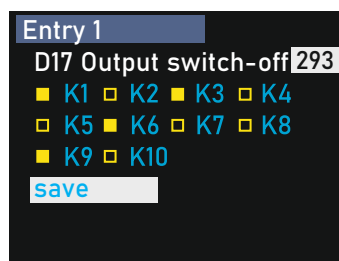 Entry 1
D17 Output switch-off 293
K1 K2 K3 K4
K5 K6 K7 K8
K9 K10
save